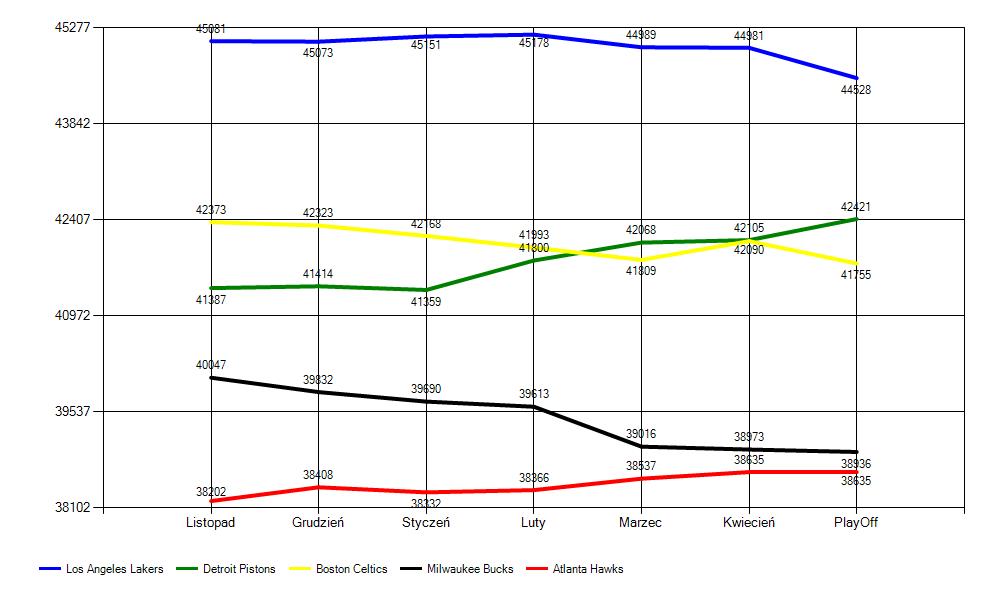 45277
45081 45073 45151 45178 44989 44981 44528
43842
42407
42373 42323 42168 41993 41809 42090 41755
41387 41414 41359 41800 42068 42105 42421
40972
40047 39832 39690 39613 39016 38973 38936
39537
38202 38408 38332 38366 38537 38635 38635
38102
Listopad Grudzień Styczeń Luty Marzec Kwiecień PlayOff
Los Angeles Lakers Detroit Pistons Boston Celtics Milwaukee Bucks Atlanta Hawks